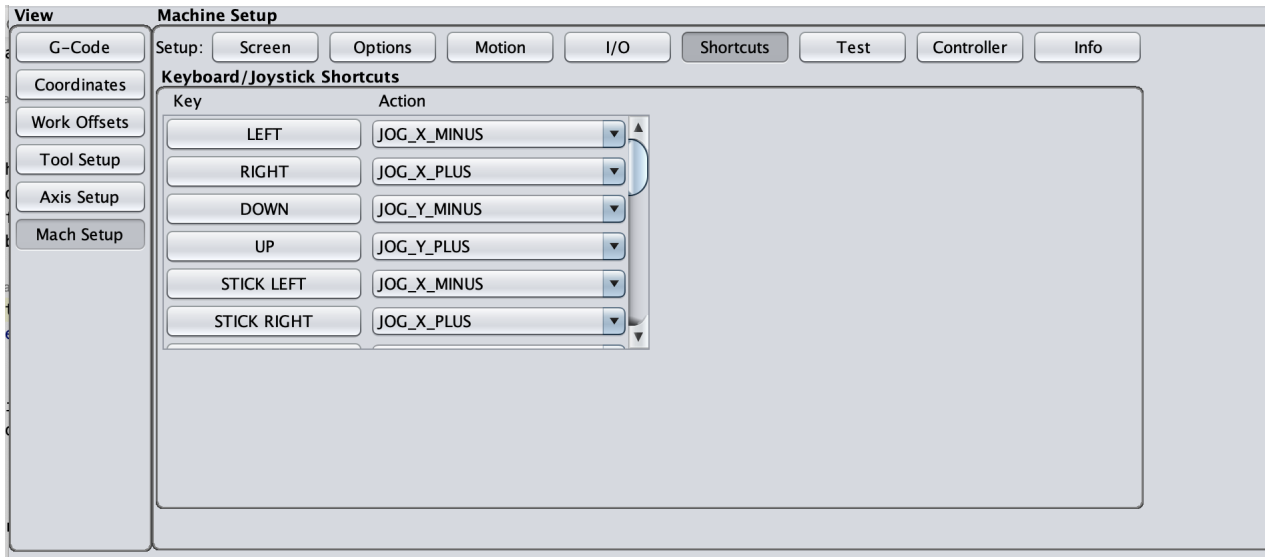 View
Machine Setup
G-Code
Setup: Screen Options Motion I/O Shortcuts Test Controller Info
Coordinates
Keyboard/Joystick Shortcuts
Key Action
Work Offsets
LEFT JOG_X_MINUS
Tool Setup
RIGHT JOG_X_PLUS
Axis Setup
DOWN JOG_Y_MINUS
Mach Setup
UP JOG_Y_PLUS
STICK LEFT JOG_X_MINUS
STICK RIGHT JOG_X_PLUS